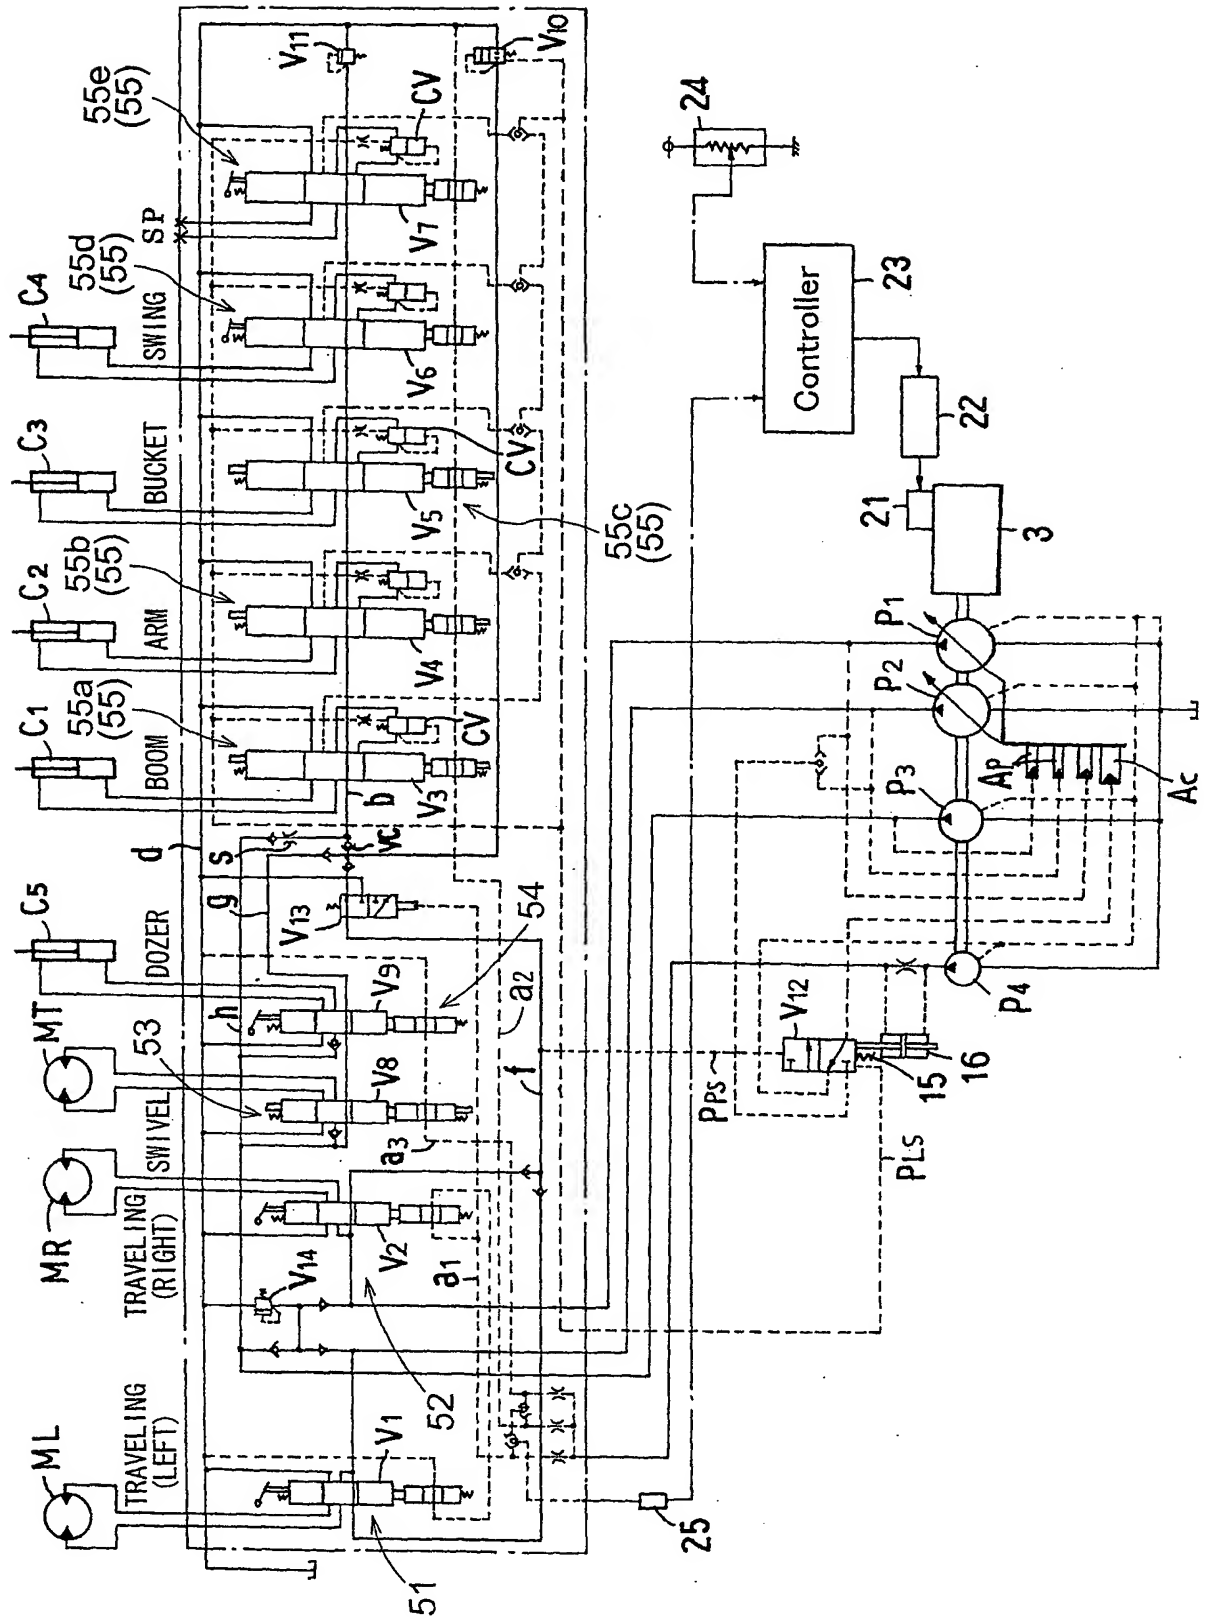 ML
TRAVELING
(LEFT)
MR
TRAVELING
(RIGHT)
MT
SWIVEL
C5
DOZER
C1
BOOM
C2
ARM
C3
BUCKET
C4
SWING
SP
55a
(55)
55b
(55)
55c
(55)
55d
(55)
55e
(55)
51
52
53
54
V1
V2
V8
V9
V3
V4
V5
V6
V7
V10
V11
V12
V13
V14
CV
CV
CV
VC
d
g
h
s
b
f
a1
a2
a3
PPS
PLS
15
16
P1
P2
P3
P4
Ap
Ac
3
21
22
Controller
23
24
25